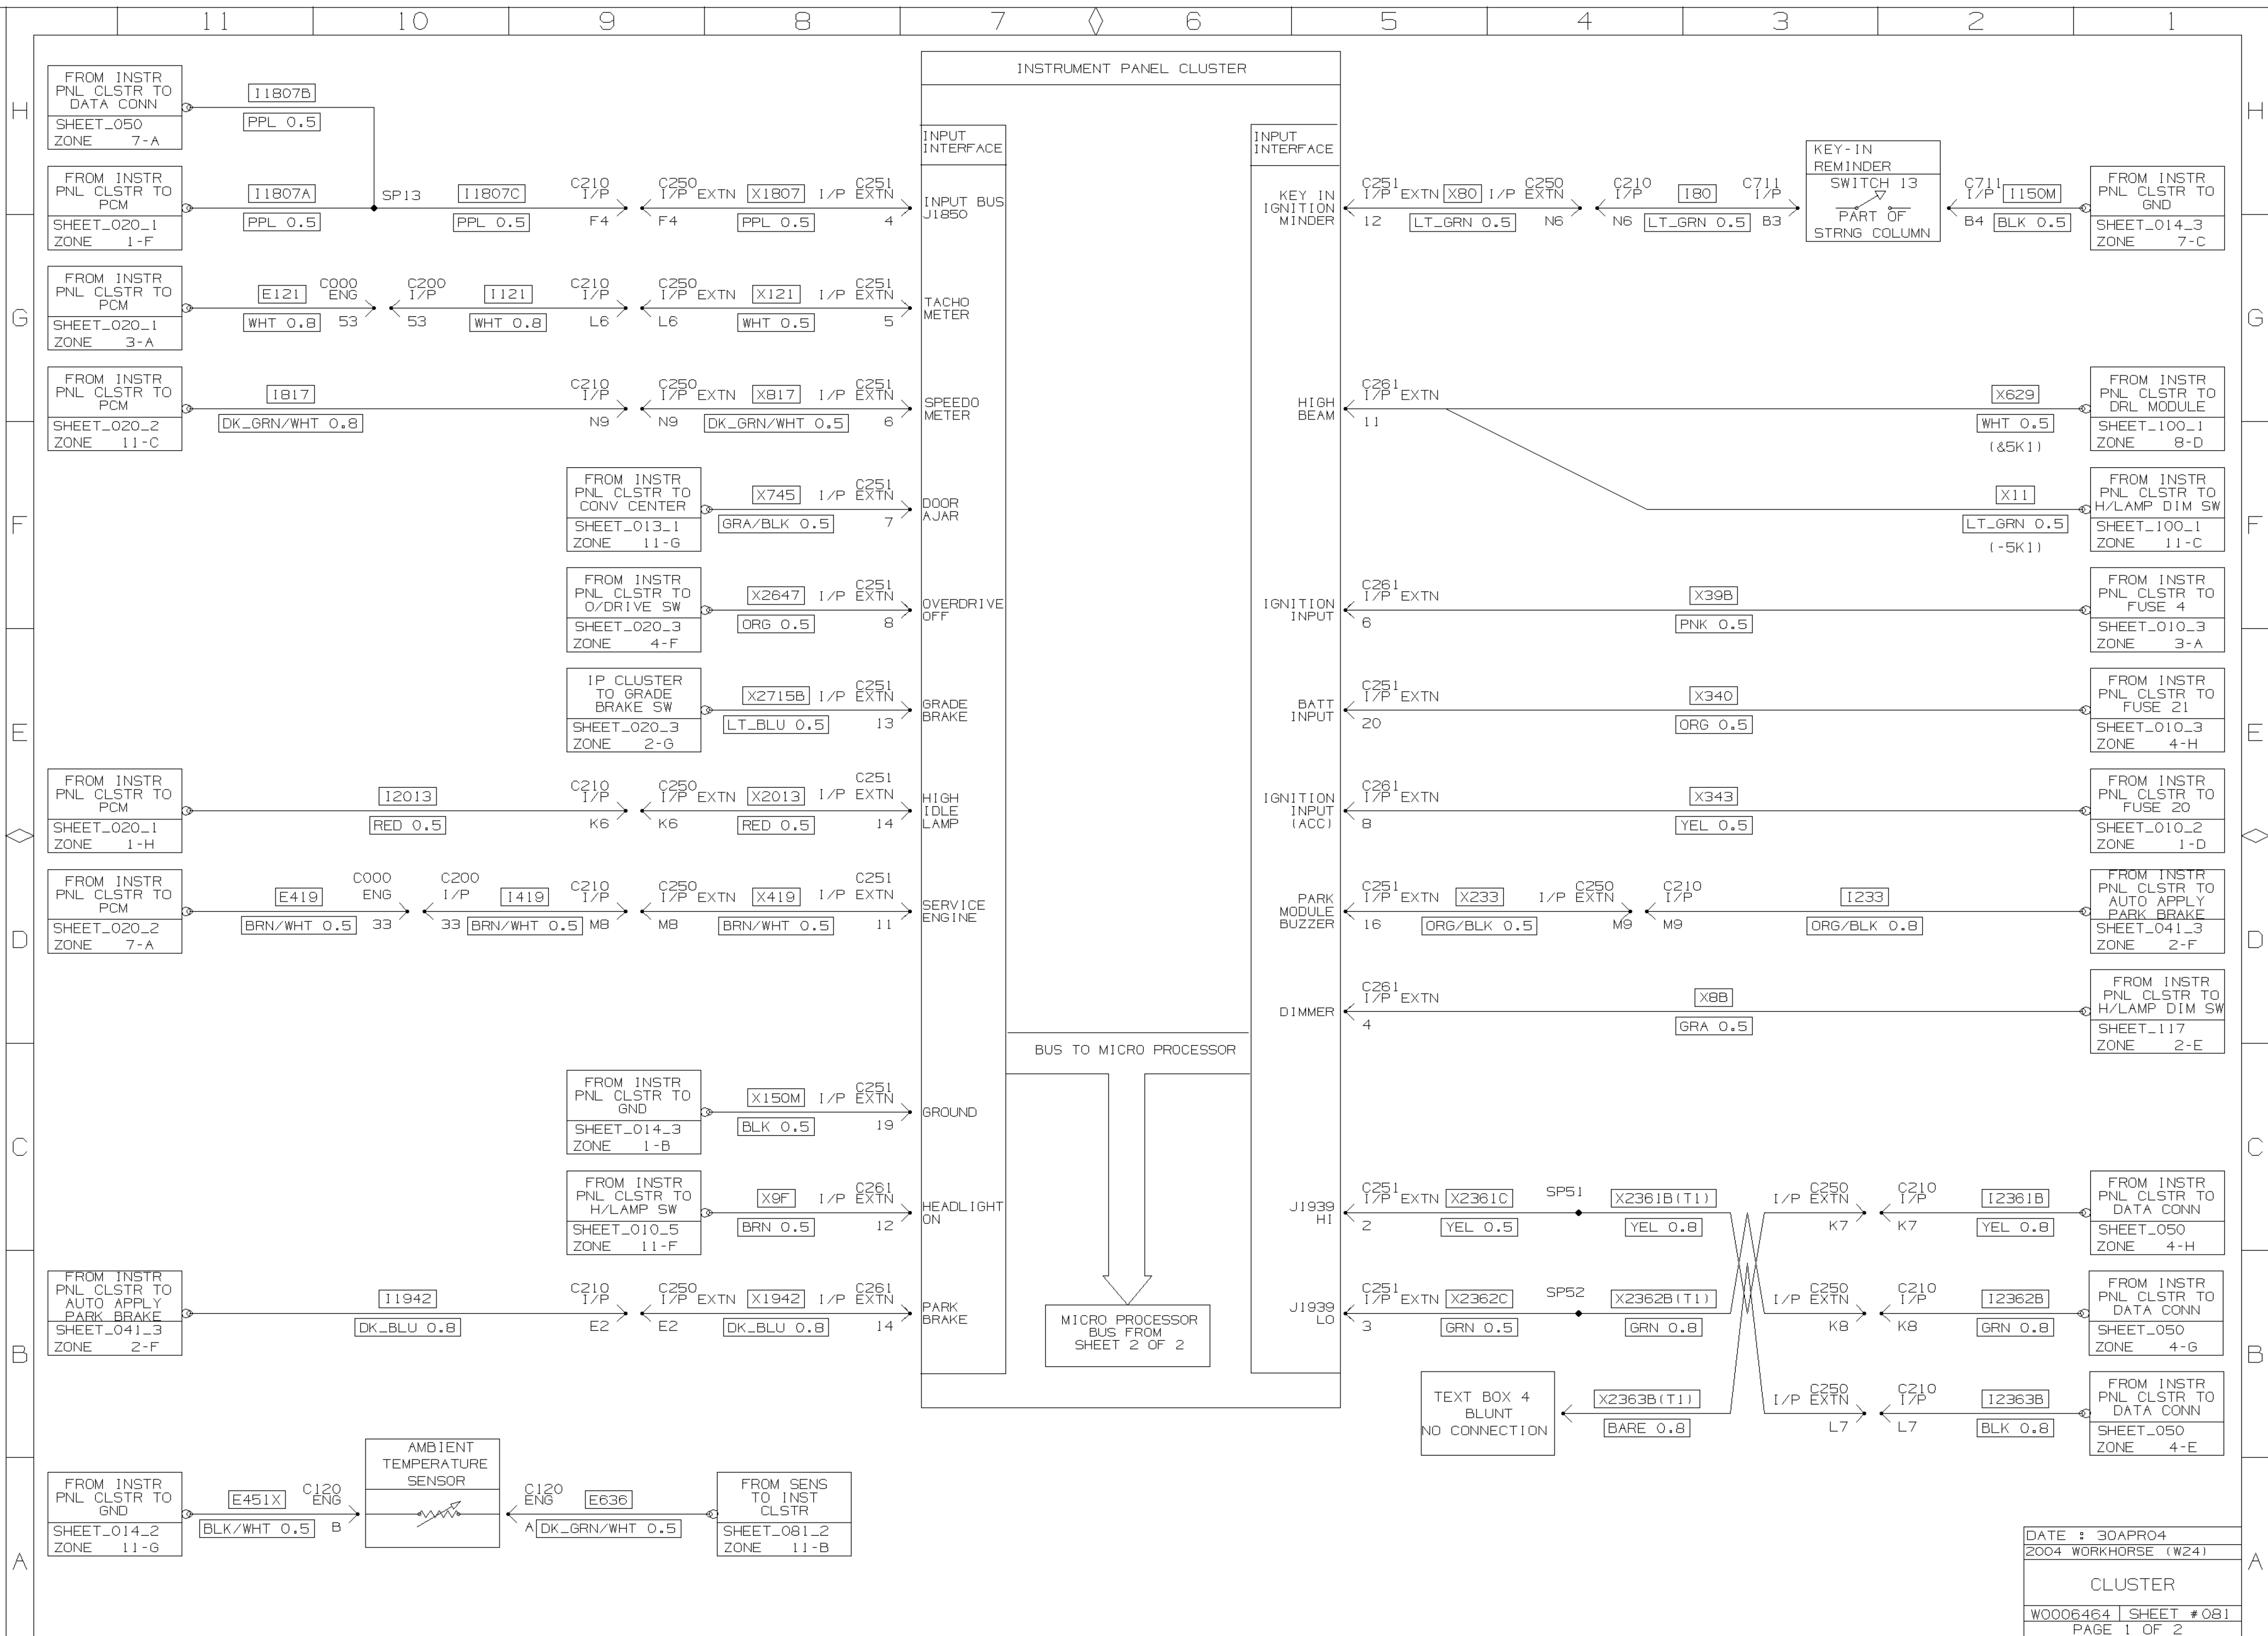 11 10 9 8 7 6 5 4 3 2 1
H
G
F
E
D
C
B
A
INSTRUMENT PANEL CLUSTER
INPUT
INTERFACE
FROM INSTR
PNL CLSTR TO
DATA CONN
SHEET_050
ZONE 7-A
I1807B
PPL 0.5
FROM INSTR
PNL CLSTR TO
PCM
SHEET_020_1
ZONE 1-F
I1807A
PPL 0.5
SP13
I1807C
PPL 0.5
C210
I/P
F4
C250
I/P EXTN
F4
X1807
PPL 0.5
C251
I/P EXTN
4
INPUT BUS
J1850
FROM INSTR
PNL CLSTR TO
PCM
SHEET_020_1
ZONE 3-A
E121
WHT 0.8
C000
ENG
53
C200
I/P
53
I121
WHT 0.8
C210
I/P
L6
C250
I/P EXTN
L6
X121
WHT 0.5
C251
I/P EXTN
5
TACHO
METER
FROM INSTR
PNL CLSTR TO
PCM
SHEET_020_2
ZONE 11-C
I817
DK_GRN/WHT 0.8
C210
I/P
N9
C250
I/P EXTN
N9
X817
DK_GRN/WHT 0.5
C251
I/P EXTN
6
SPEEDO
METER
FROM INSTR
PNL CLSTR TO
CONV CENTER
SHEET_013_1
ZONE 11-G
X745
GRA/BLK 0.5
C251
I/P EXTN
7
DOOR
AJAR
FROM INSTR
PNL CLSTR TO
O/DRIVE SW
SHEET_020_3
ZONE 4-F
X2647
ORG 0.5
C251
I/P EXTN
8
OVERDRIVE
OFF
IP CLUSTER
TO GRADE
BRAKE SW
SHEET_020_3
ZONE 2-G
X2715B
LT_BLU 0.5
C251
I/P EXTN
13
GRADE
BRAKE
FROM INSTR
PNL CLSTR TO
PCM
SHEET_020_1
ZONE 1-H
I2013
RED 0.5
C210
I/P
K6
C250
I/P EXTN
K6
X2013
RED 0.5
C251
I/P EXTN
14
HIGH
IDLE
LAMP
FROM INSTR
PNL CLSTR TO
PCM
SHEET_020_2
ZONE 7-A
E419
BRN/WHT 0.5
C000
ENG
33
C200
I/P
33
I419
BRN/WHT 0.5
C210
I/P
M8
C250
I/P EXTN
M8
X419
BRN/WHT 0.5
C251
I/P EXTN
11
SERVICE
ENGINE
FROM INSTR
PNL CLSTR TO
GND
SHEET_014_3
ZONE 1-B
X150M
BLK 0.5
C251
I/P EXTN
19
GROUND
FROM INSTR
PNL CLSTR TO
H/LAMP SW
SHEET_010_5
ZONE 11-F
X9F
BRN 0.5
C261
I/P EXTN
12
HEADLIGHT
ON
FROM INSTR
PNL CLSTR TO
AUTO APPLY
PARK BRAKE
SHEET_041_3
ZONE 2-F
I1942
DK_BLU 0.8
C210
I/P
E2
C250
I/P EXTN
E2
X1942
DK_BLU 0.8
C261
I/P EXTN
14
PARK
BRAKE
FROM INSTR
PNL CLSTR TO
GND
SHEET_014_2
ZONE 11-G
E451X
BLK/WHT 0.5
C120
ENG
B
AMBIENT
TEMPERATURE
SENSOR
C120
ENG
A
E636
DK_GRN/WHT 0.5
FROM SENS
TO INST
CLSTR
SHEET_081_2
ZONE 11-B
BUS TO MICRO PROCESSOR
MICRO PROCESSOR
BUS FROM
SHEET 2 OF 2
INPUT
INTERFACE
KEY IN
IGNITION
MINDER
C251
I/P EXTN
12
X80
LT_GRN 0.5
C250
I/P EXTN
N6
C210
I/P
N6
I80
LT_GRN 0.5
C711
I/P
B3
KEY-IN
REMINDER
SWITCH 13
PART OF
STRNG COLUMN
C711
I/P
B4
I150M
BLK 0.5
FROM INSTR
PNL CLSTR TO
GND
SHEET_014_3
ZONE 7-C
HIGH
BEAM
C261
I/P EXTN
11
X629
WHT 0.5
(&5K1)
FROM INSTR
PNL CLSTR TO
DRL MODULE
SHEET_100_1
ZONE 8-D
X11
LT_GRN 0.5
(-5K1)
FROM INSTR
PNL CLSTR TO
H/LAMP DIM SW
SHEET_100_1
ZONE 11-C
IGNITION
INPUT
C261
I/P EXTN
6
X39B
PNK 0.5
FROM INSTR
PNL CLSTR TO
FUSE 4
SHEET_010_3
ZONE 3-A
BATT
INPUT
C251
I/P EXTN
20
X340
ORG 0.5
FROM INSTR
PNL CLSTR TO
FUSE 21
SHEET_010_3
ZONE 4-H
IGNITION
INPUT
(ACC)
C261
I/P EXTN
8
X343
YEL 0.5
FROM INSTR
PNL CLSTR TO
FUSE 20
SHEET_010_2
ZONE 1-D
PARK
MODULE
BUZZER
C251
I/P EXTN
16
X233
ORG/BLK 0.5
C250
I/P EXTN
M9
C210
I/P
M9
I233
ORG/BLK 0.8
FROM INSTR
PNL CLSTR TO
AUTO APPLY
PARK BRAKE
SHEET_041_3
ZONE 2-F
DIMMER
C261
I/P EXTN
4
X8B
GRA 0.5
FROM INSTR
PNL CLSTR TO
H/LAMP DIM SW
SHEET_117
ZONE 2-E
J1939
HI
C251
I/P EXTN
2
X2361C
YEL 0.5
SP51
X2361B(T1)
YEL 0.8
C250
I/P EXTN
K7
C210
I/P
K7
I2361B
YEL 0.8
FROM INSTR
PNL CLSTR TO
DATA CONN
SHEET_050
ZONE 4-H
J1939
LO
C251
I/P EXTN
3
X2362C
GRN 0.5
SP52
X2362B(T1)
GRN 0.8
C250
I/P EXTN
K8
C210
I/P
K8
I2362B
GRN 0.8
FROM INSTR
PNL CLSTR TO
DATA CONN
SHEET_050
ZONE 4-G
TEXT BOX 4
BLUNT
NO CONNECTION
X2363B(T1)
BARE 0.8
C250
I/P EXTN
L7
C210
I/P
L7
I2363B
BLK 0.8
FROM INSTR
PNL CLSTR TO
DATA CONN
SHEET_050
ZONE 4-E
H
G
F
E
D
C
B
A
DATE : 30APR04
2004 WORKHORSE (W24)
CLUSTER
W0006464 SHEET #081
PAGE 1 OF 2